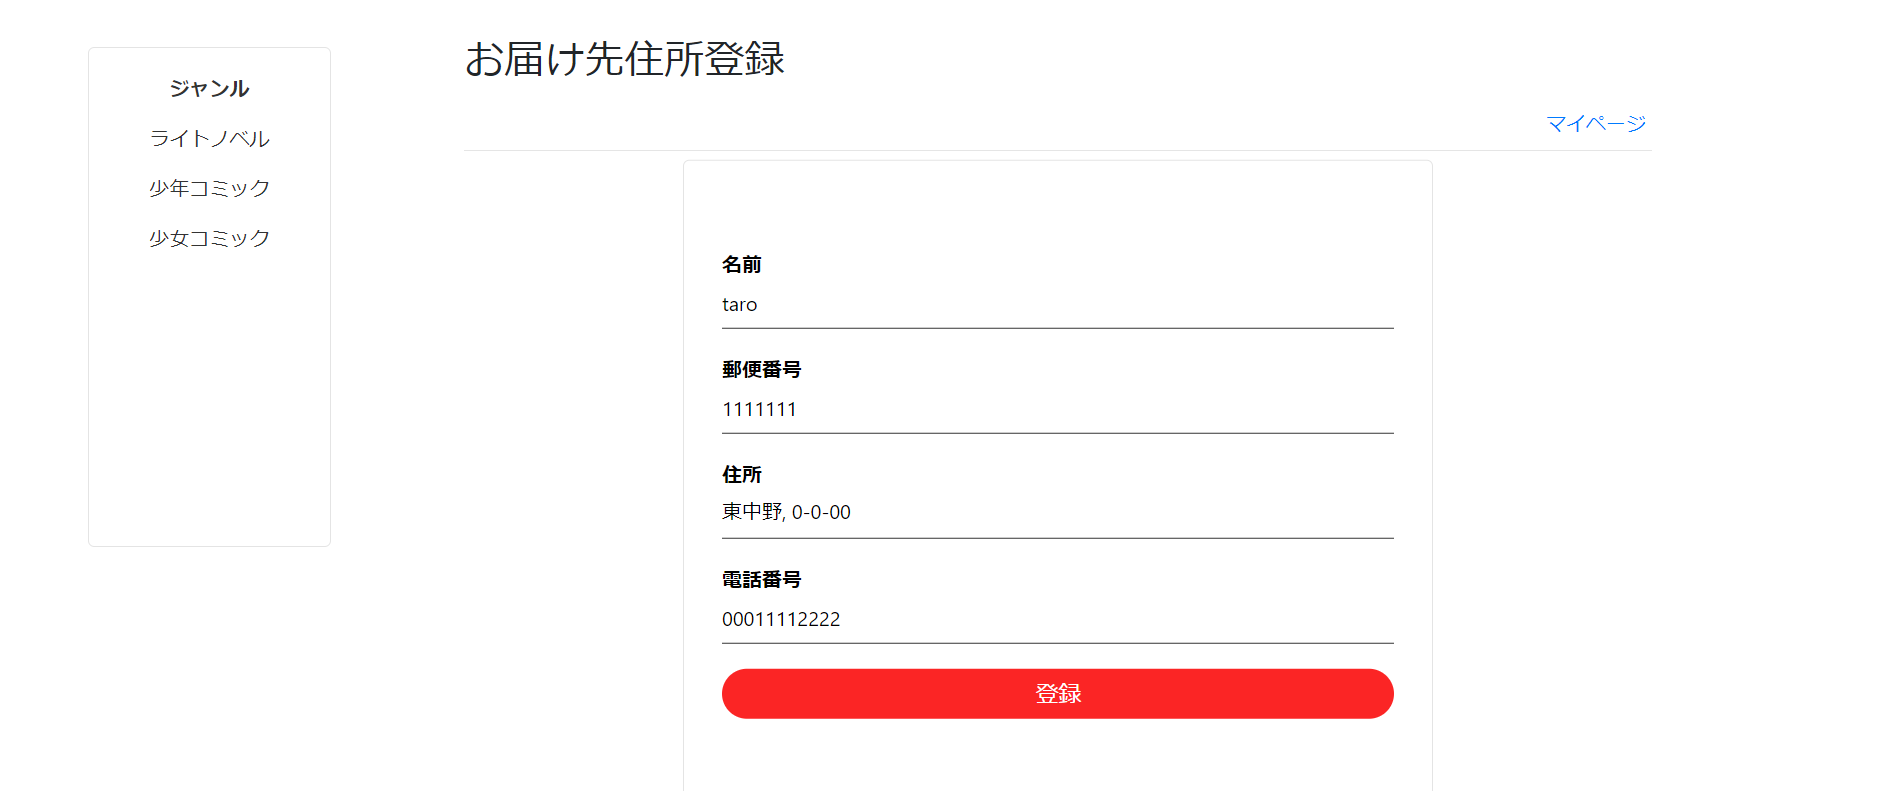 ジャンル
ライトノベル
少年コミック
少女コミック
お届け先住所登録
マイページ
名前
taro
郵便番号
1111111
住所
東中野, 0-0-00
電話番号
00011112222
登録